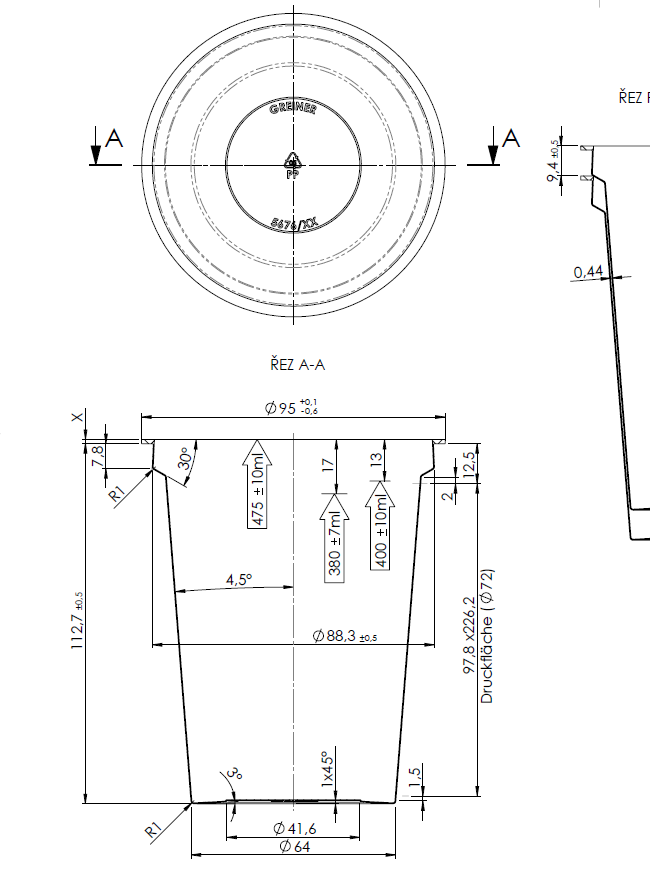 A
A
GREINER
PP
5676/XX
ŘEZ A-A
Ø95 +0,1 -0,6
X
7,8
R1
30°
475 ±10ml
17
380 ±7ml
13
400 ±10ml
12,5
2
4,5°
112,7 ±0,5
Ø88,3 ±0,5
97,8 x226,2
Druckfläche (Ø72)
3°
1x45°
1,5
R1
Ø41,6
Ø64
ŘEZ
9,4 ±0,5
0,44